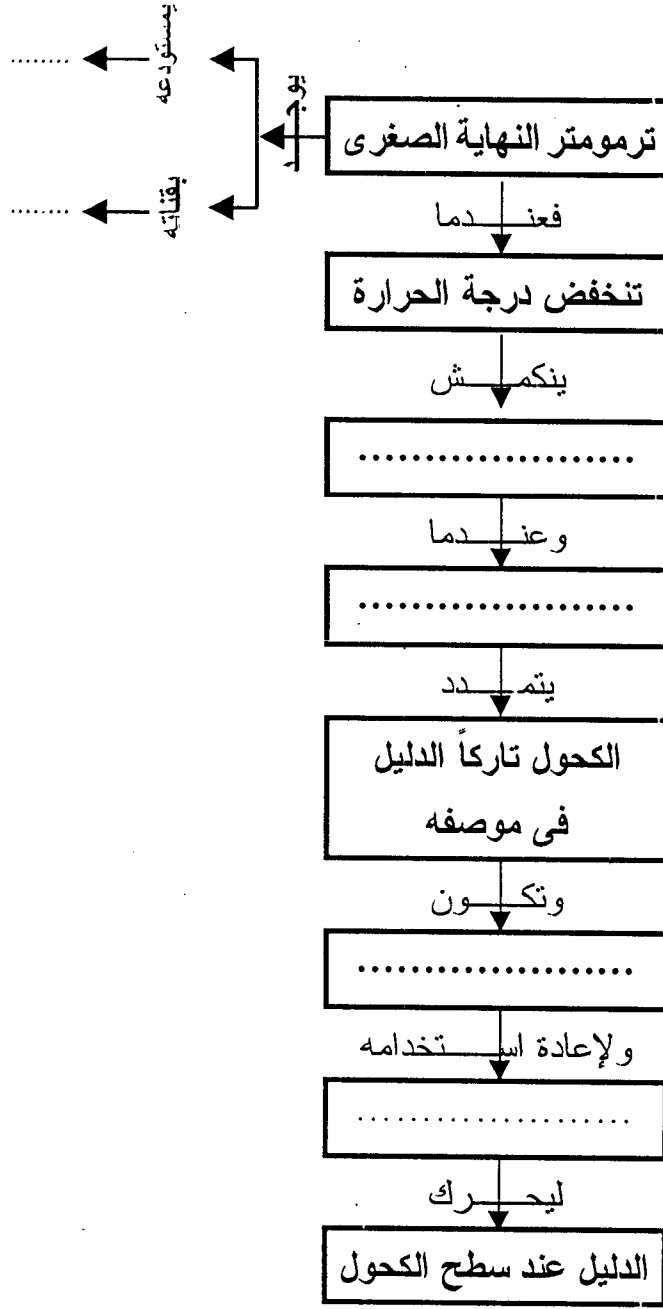 ترمومتر النهاية الصغرى
يوجد
بمستودعه
........
بقناته
........
فعندما
تنخفض درجة الحرارة
ينكمش
.....................
وعندما
.....................
يتمدد
الكحول تاركاً الدليل
فى موصفه
وتكون
.....................
ولإعادة استخدامه
.....................
ليحرك
الدليل عند سطح الكحول